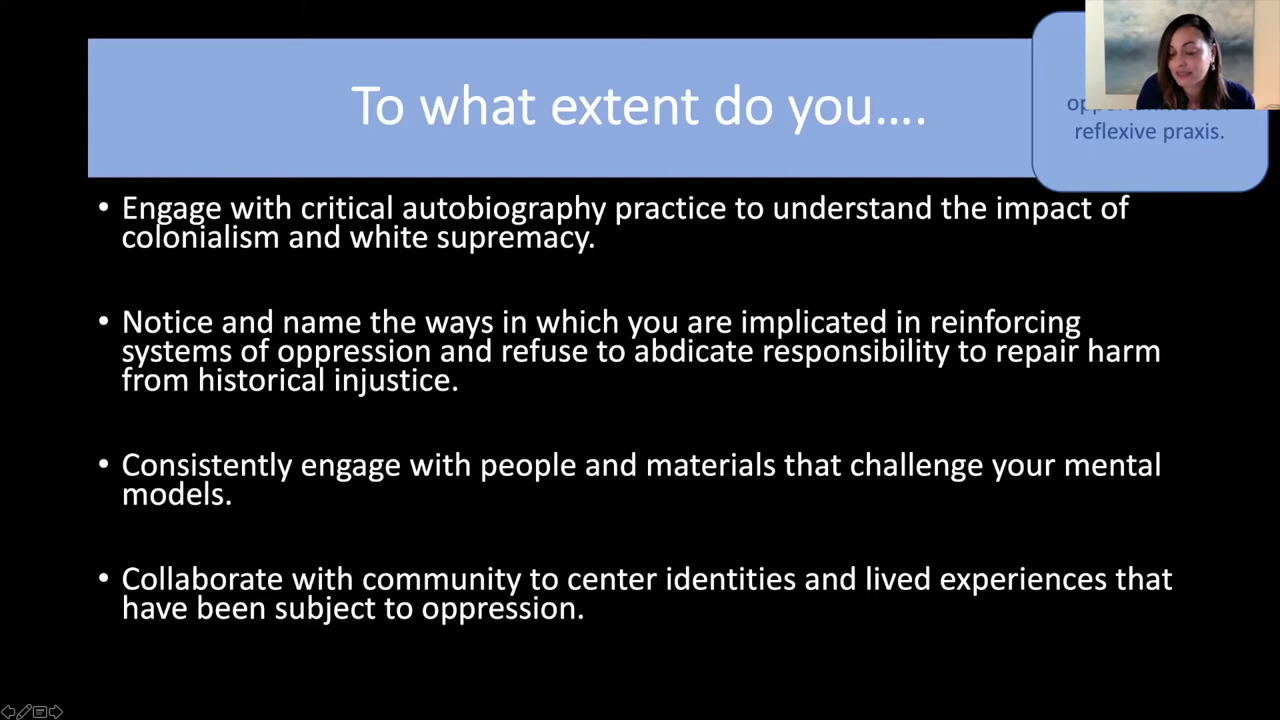 To what extent do you….
reflexive praxis.
• Engage with critical autobiography practice to understand the impact of
colonialism and white supremacy.
• Notice and name the ways in which you are implicated in reinforcing
systems of oppression and refuse to abdicate responsibility to repair harm
from historical injustice.
• Consistently engage with people and materials that challenge your mental
models.
• Collaborate with community to center identities and lived experiences that
have been subject to oppression.